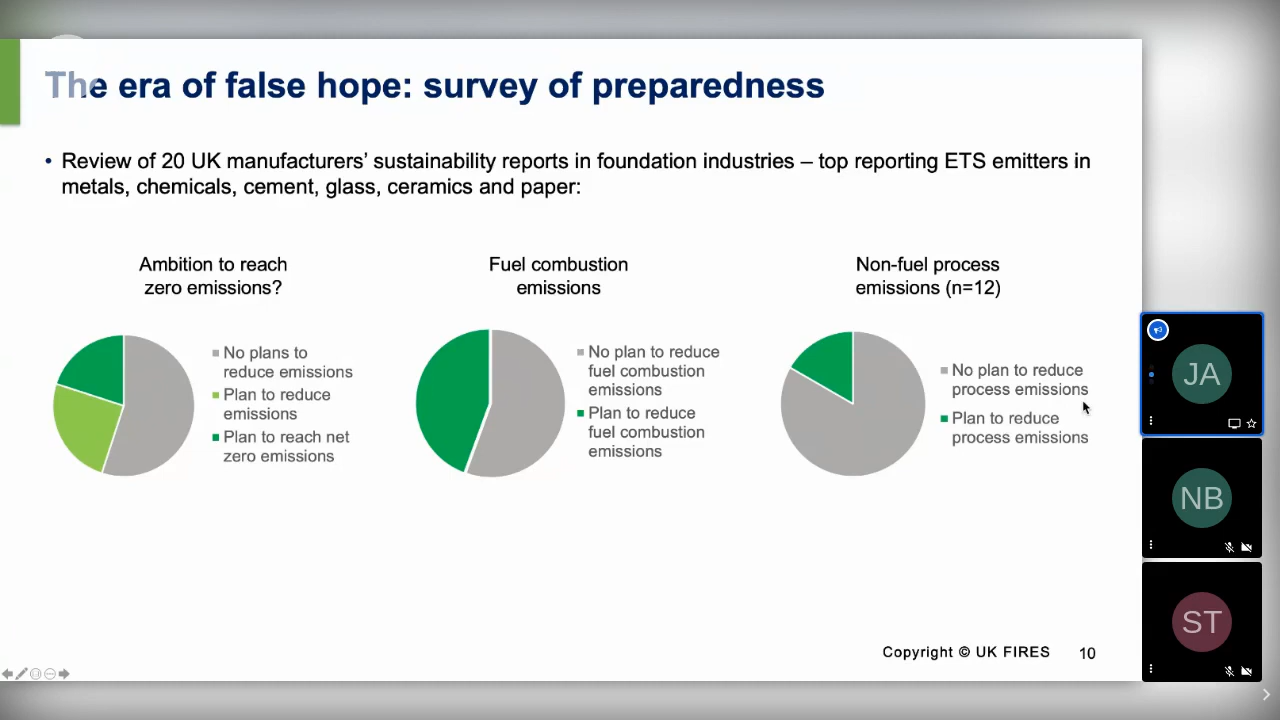 The era of false hope: survey of preparedness
• Review of 20 UK manufacturers’ sustainability reports in foundation industries – top reporting ETS emitters in
metals, chemicals, cement, glass, ceramics and paper:
Ambition to reach
zero emissions?
No plans to
reduce emissions
Plan to reduce
emissions
Plan to reach net
zero emissions
Fuel combustion
emissions
No plan to reduce
fuel combustion
emissions
Plan to reduce
fuel combustion
emissions
Non-fuel process
emissions (n=12)
No plan to reduce
process emissions
Plan to reduce
process emissions
Copyright © UK FIRES 10
JA
NB
ST